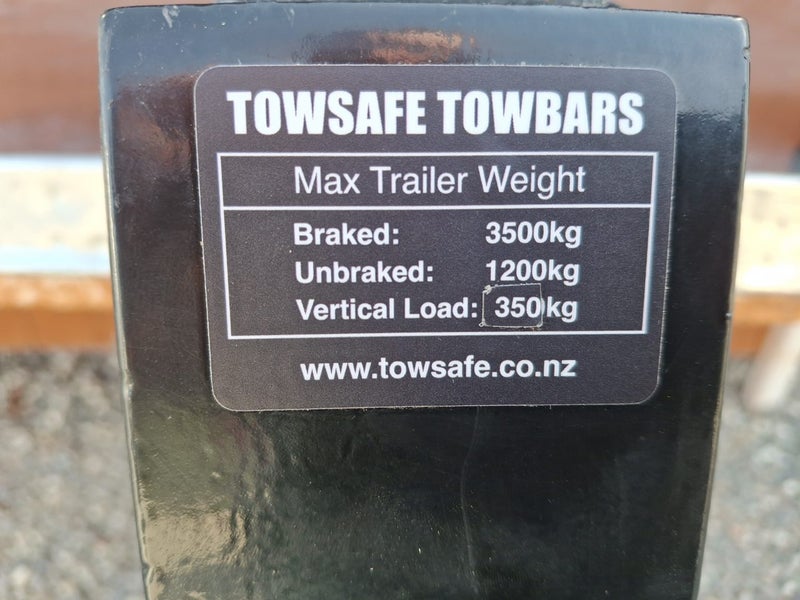 TOWSAFE TOWBARS
Max Trailer Weight
Braked: 3500kg
Unbraked: 1200kg
Vertical Load: 350kg
www.towsafe.co.nz